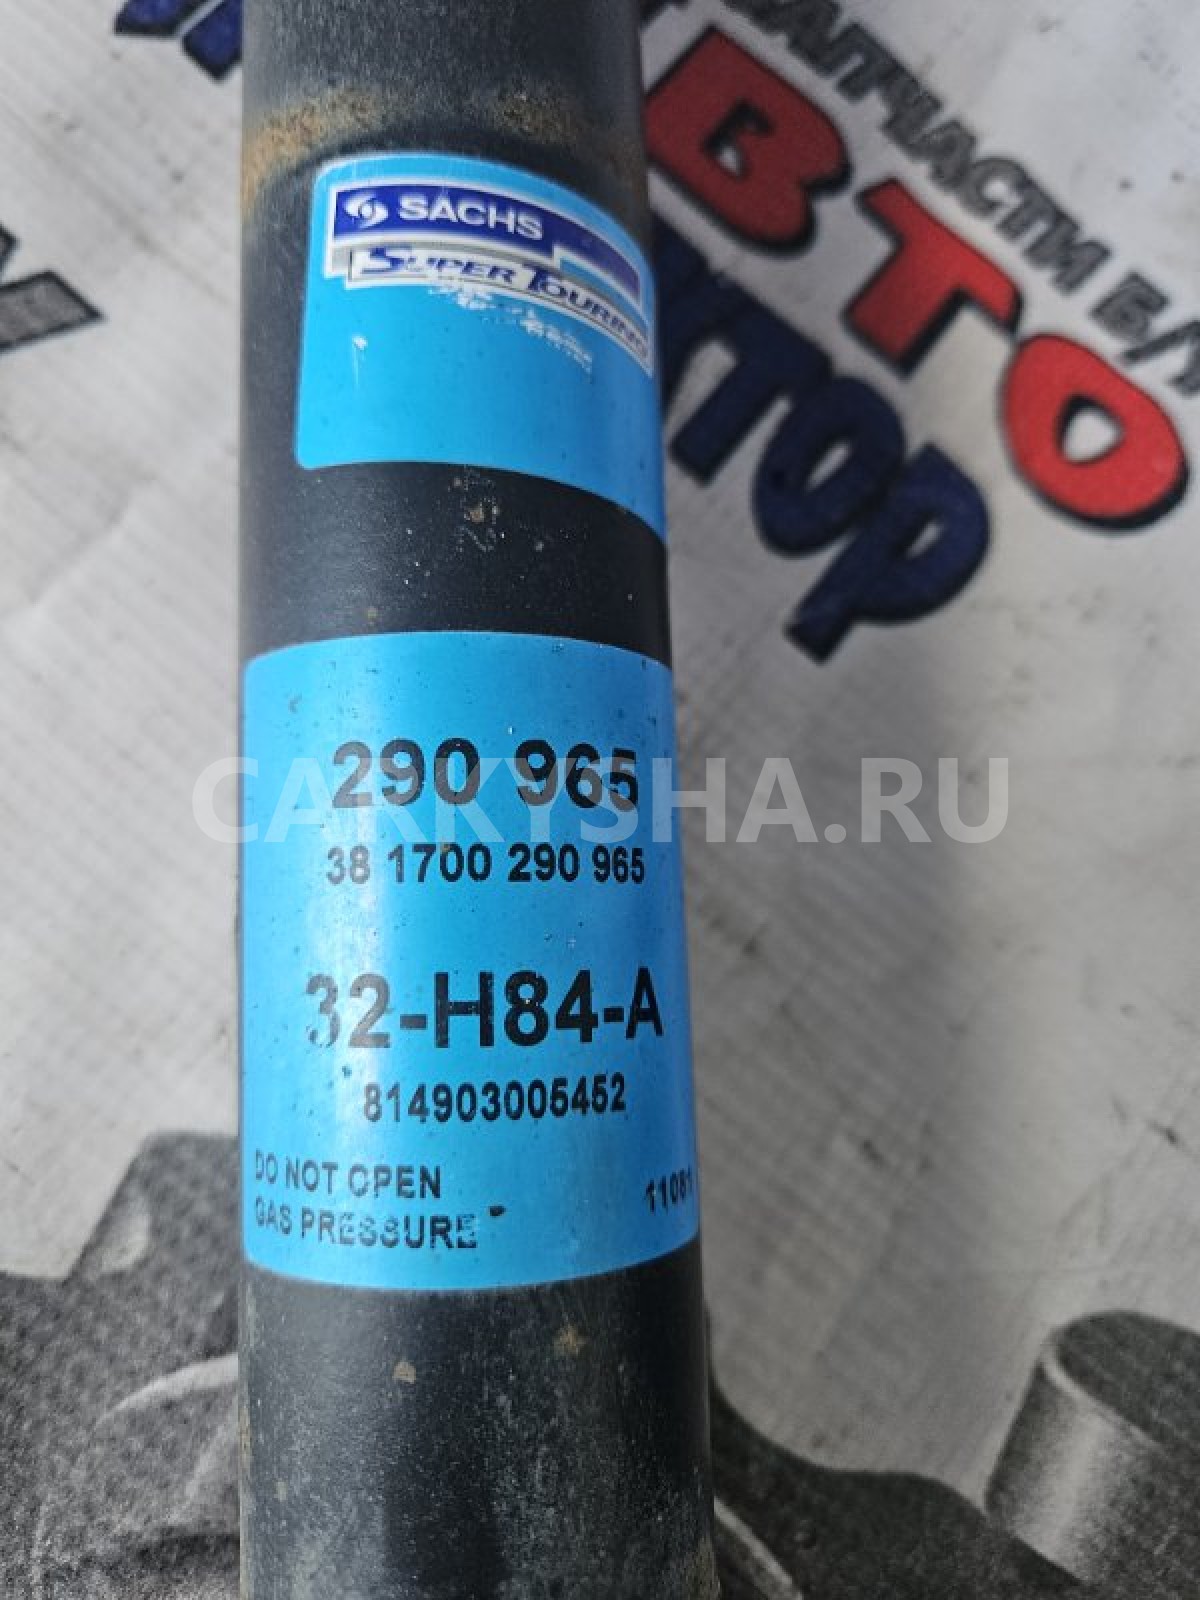 ЗАПЧАСТИ Б/
АВТО
SACHS
SUPER TOURING
290 965
CARKYSHA.RU
38 1700 290 965
32-H84-A
814903005452
DO NOT OPEN
GAS PRESSURE
11081